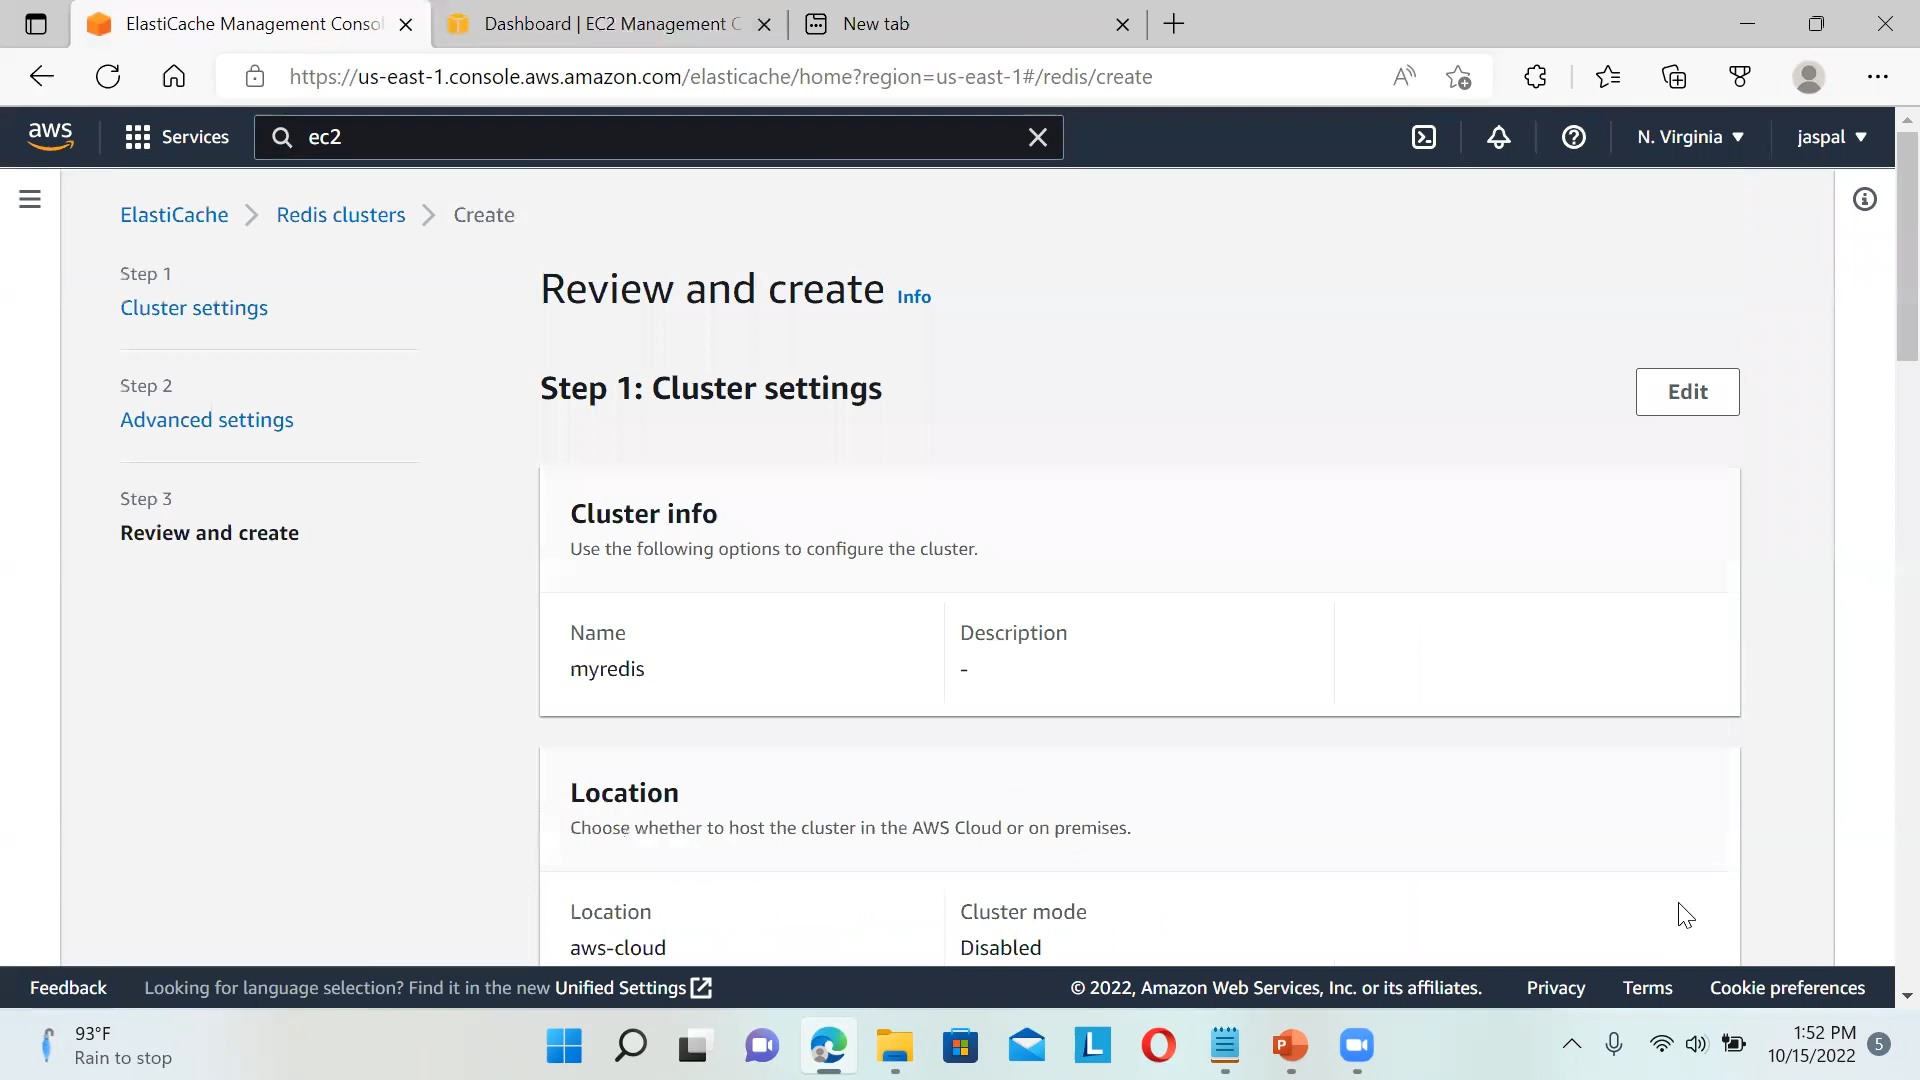 ElastiCache Management Conso
Dashboard | EC2 Management C
New tab
https://us-east-1.console.aws.amazon.com/elasticache/home?region=us-east-1#/redis/create
aws
Services
ec2
N. Virginia
jaspal
ElastiCache
Redis clusters
Create
Step 1
Cluster settings
Step 2
Advanced settings
Step 3
Review and create
Review and create Info
Step 1: Cluster settings
Edit
Cluster info
Use the following options to configure the cluster.
Name
myredis
Description
-
Location
Choose whether to host the cluster in the AWS Cloud or on premises.
Location
aws-cloud
Cluster mode
Disabled
Feedback
Looking for language selection? Find it in the new Unified Settings
© 2022, Amazon Web Services, Inc. or its affiliates.
Privacy
Terms
Cookie preferences
93°F
Rain to stop
L
P
1:52 PM
10/15/2022
5